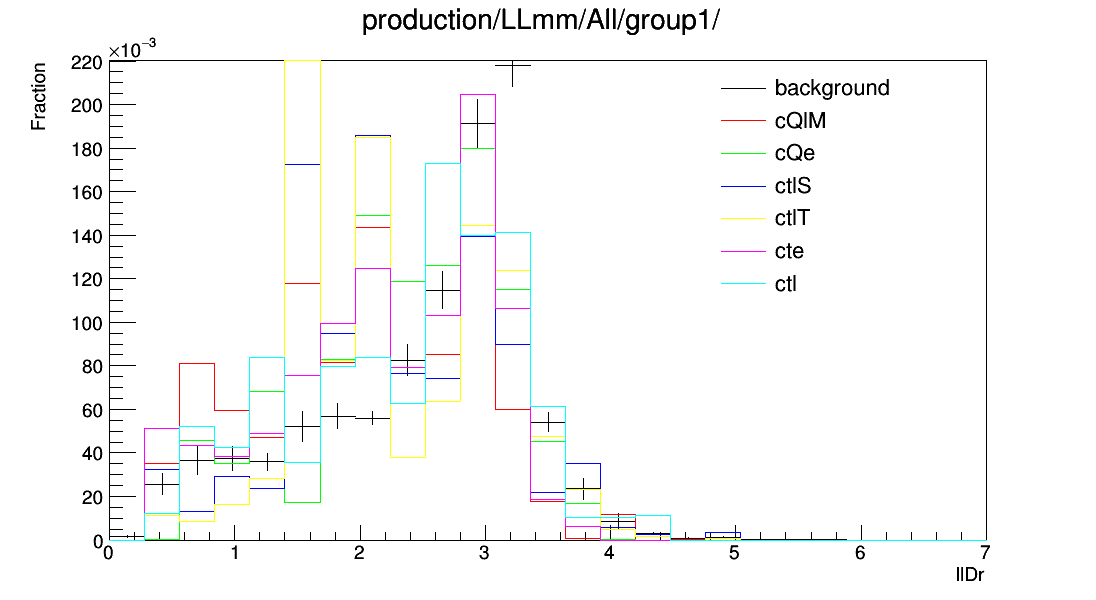 production/LLmm/All/group1/
×10⁻³
Fraction
220
200
180
160
140
120
100
80
60
40
20
0
background
cQlM
cQe
ctlS
ctlT
cte
ctl
0 1 2 3 4 5 6 7
llDr